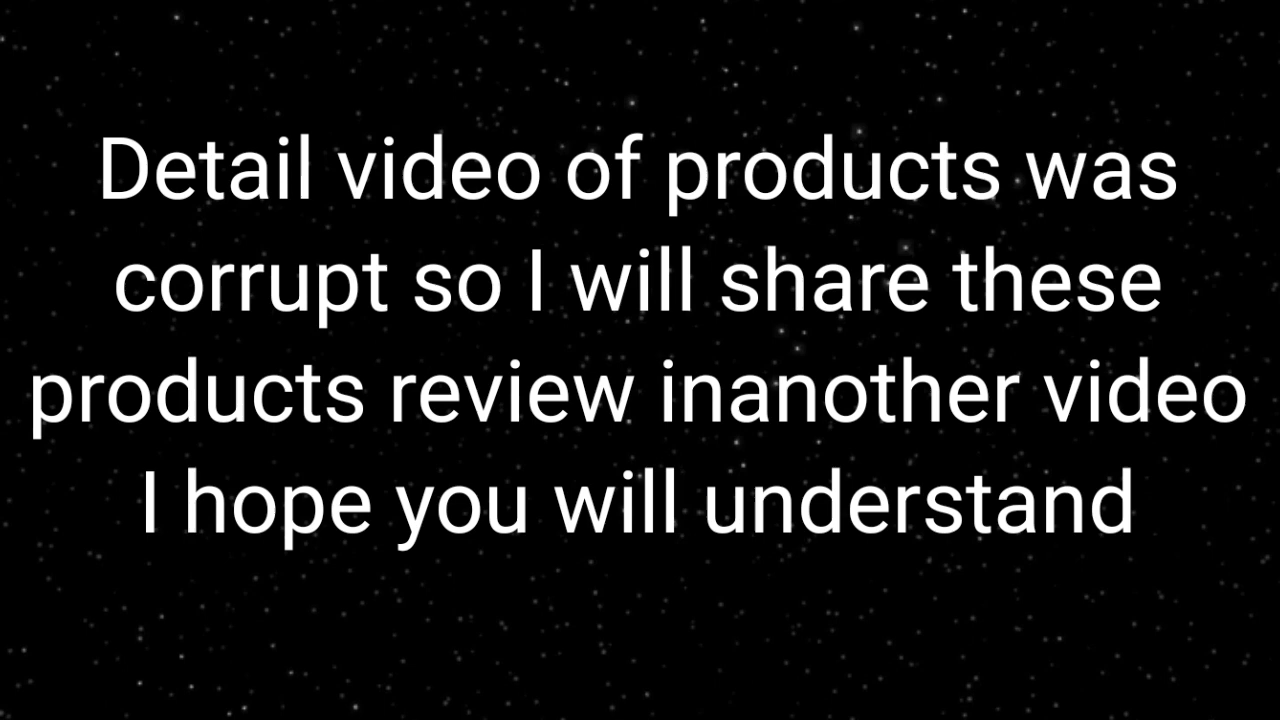 Detail video of products was
corrupt so I will share these
products review inanother video
I hope you will understand